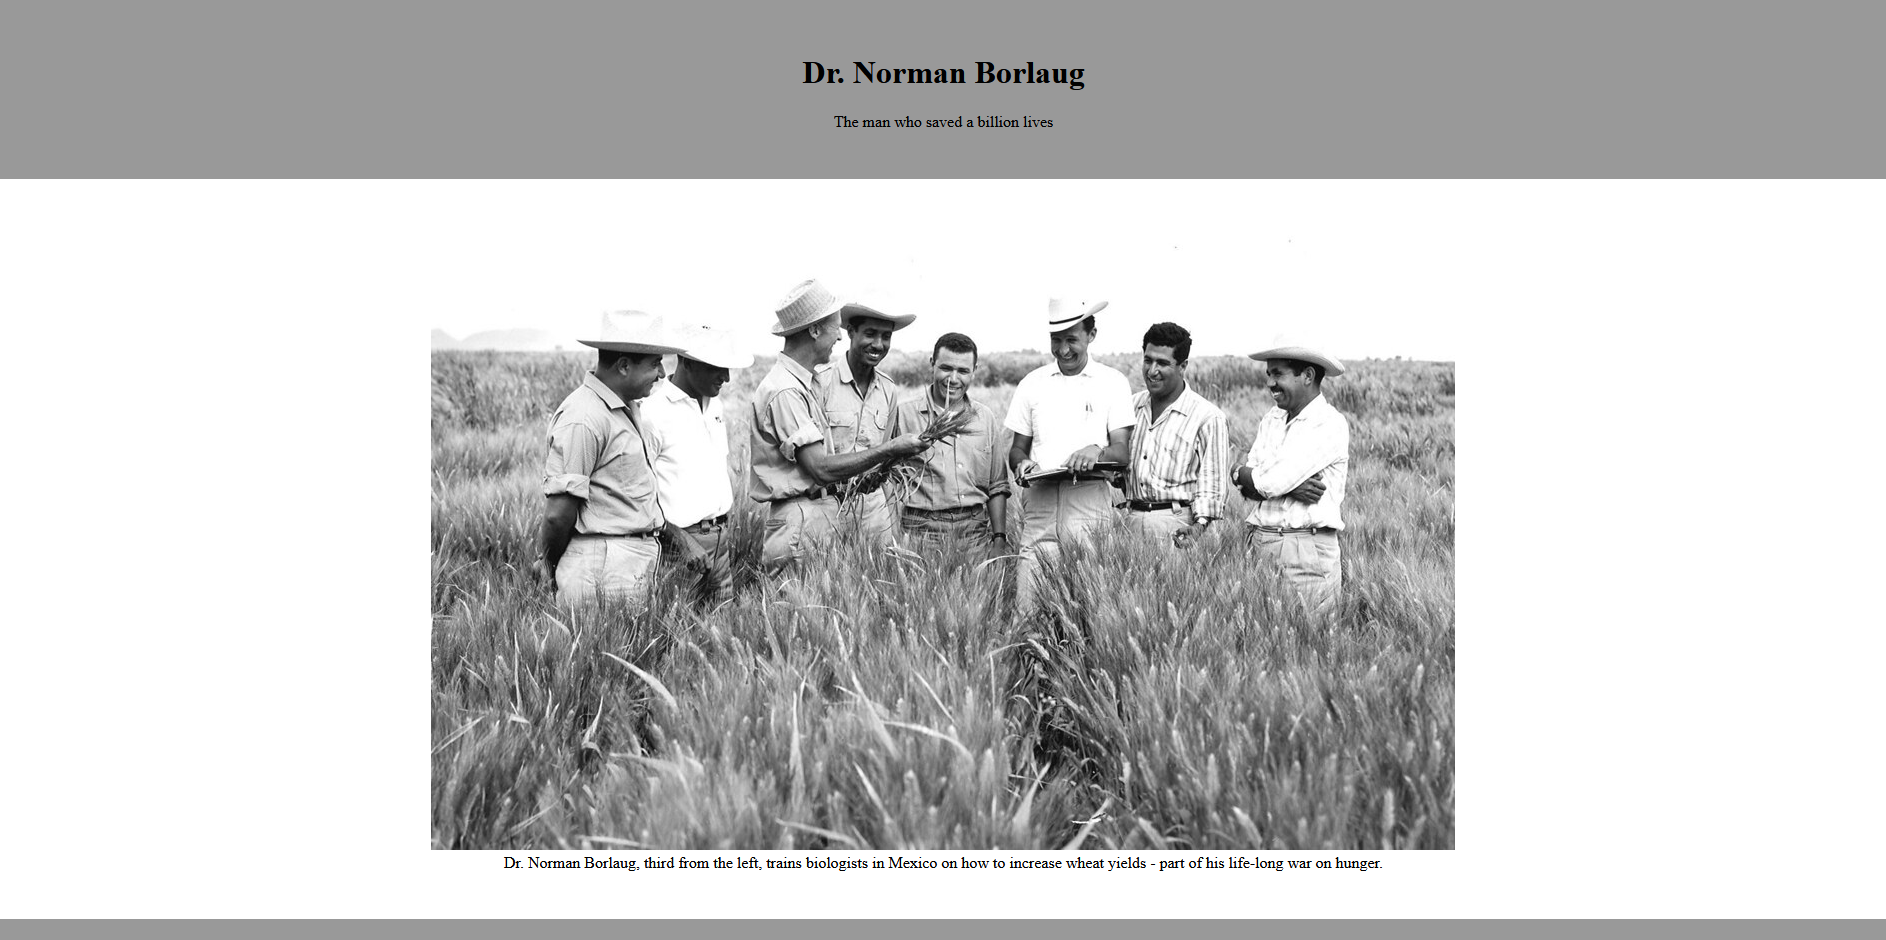 Dr. Norman Borlaug
The man who saved a billion lives
Dr. Norman Borlaug, third from the left, trains biologists in Mexico on how to increase wheat yields - part of his life-long war on hunger.